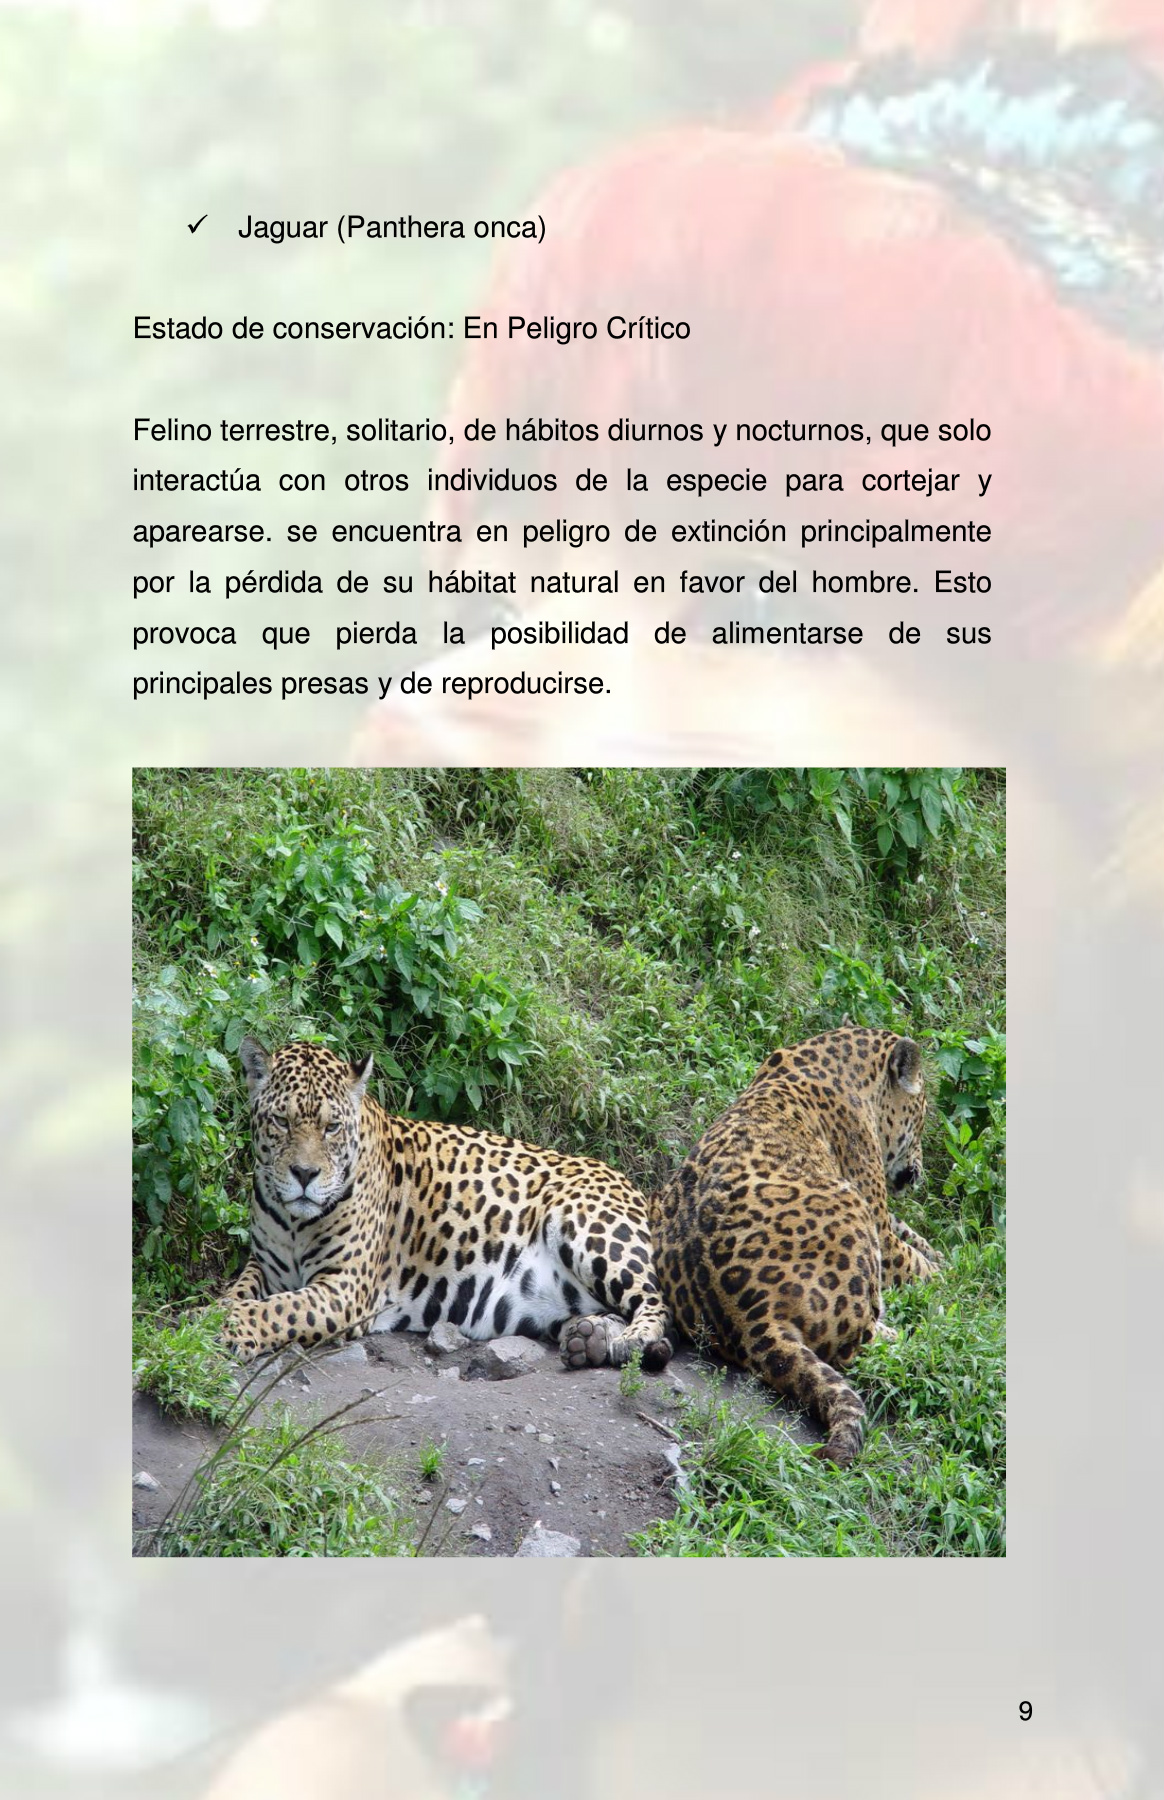 ✓ Jaguar (Panthera onca)
Estado de conservación: En Peligro Crítico
Felino terrestre, solitario, de hábitos diurnos y nocturnos, que solo
interactúa con otros individuos de la especie para cortejar y
aparearse. se encuentra en peligro de extinción principalmente
por la pérdida de su hábitat natural en favor del hombre. Esto
provoca que pierda la posibilidad de alimentarse de sus
principales presas y de reproducirse.
9